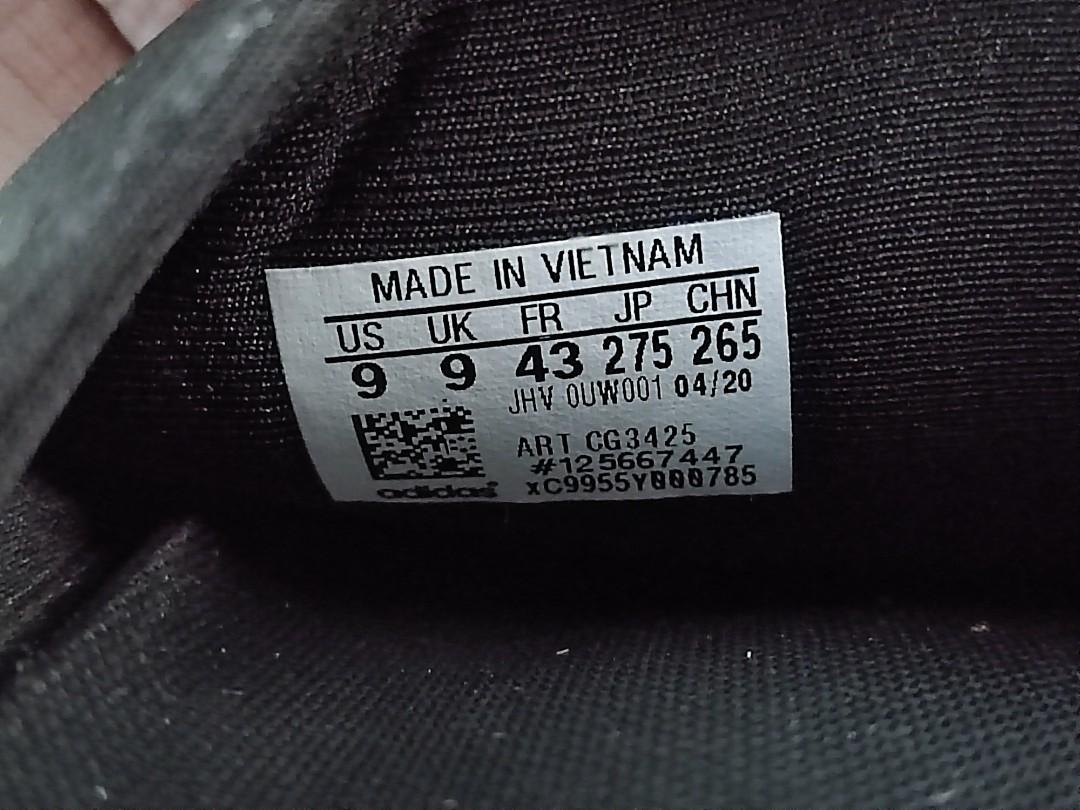 MADE IN VIETNAM
US UK FR JP CHN
9 9 43 275 265
JHV 0UW001 04/20
ART CG3425
#125667447
xC9955Y000785
adidas